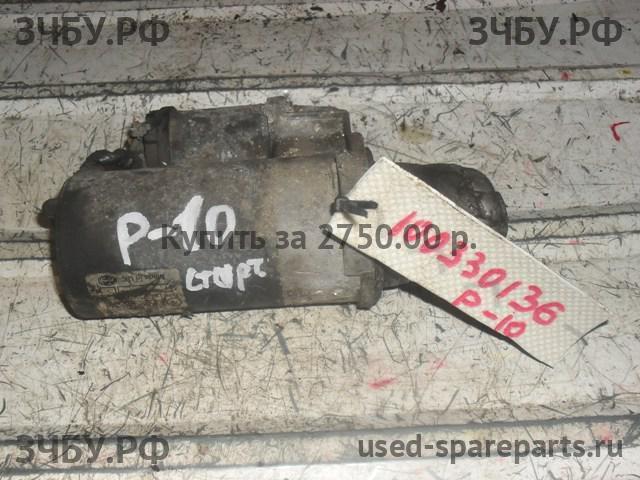 ЗЧБУ.РФ ЗЧБУ.РФ
Р-10
Купить за 2750.00 р.
старт
100330136
Р-10
ЗЧБУ.РФ
used-spareparts.ru